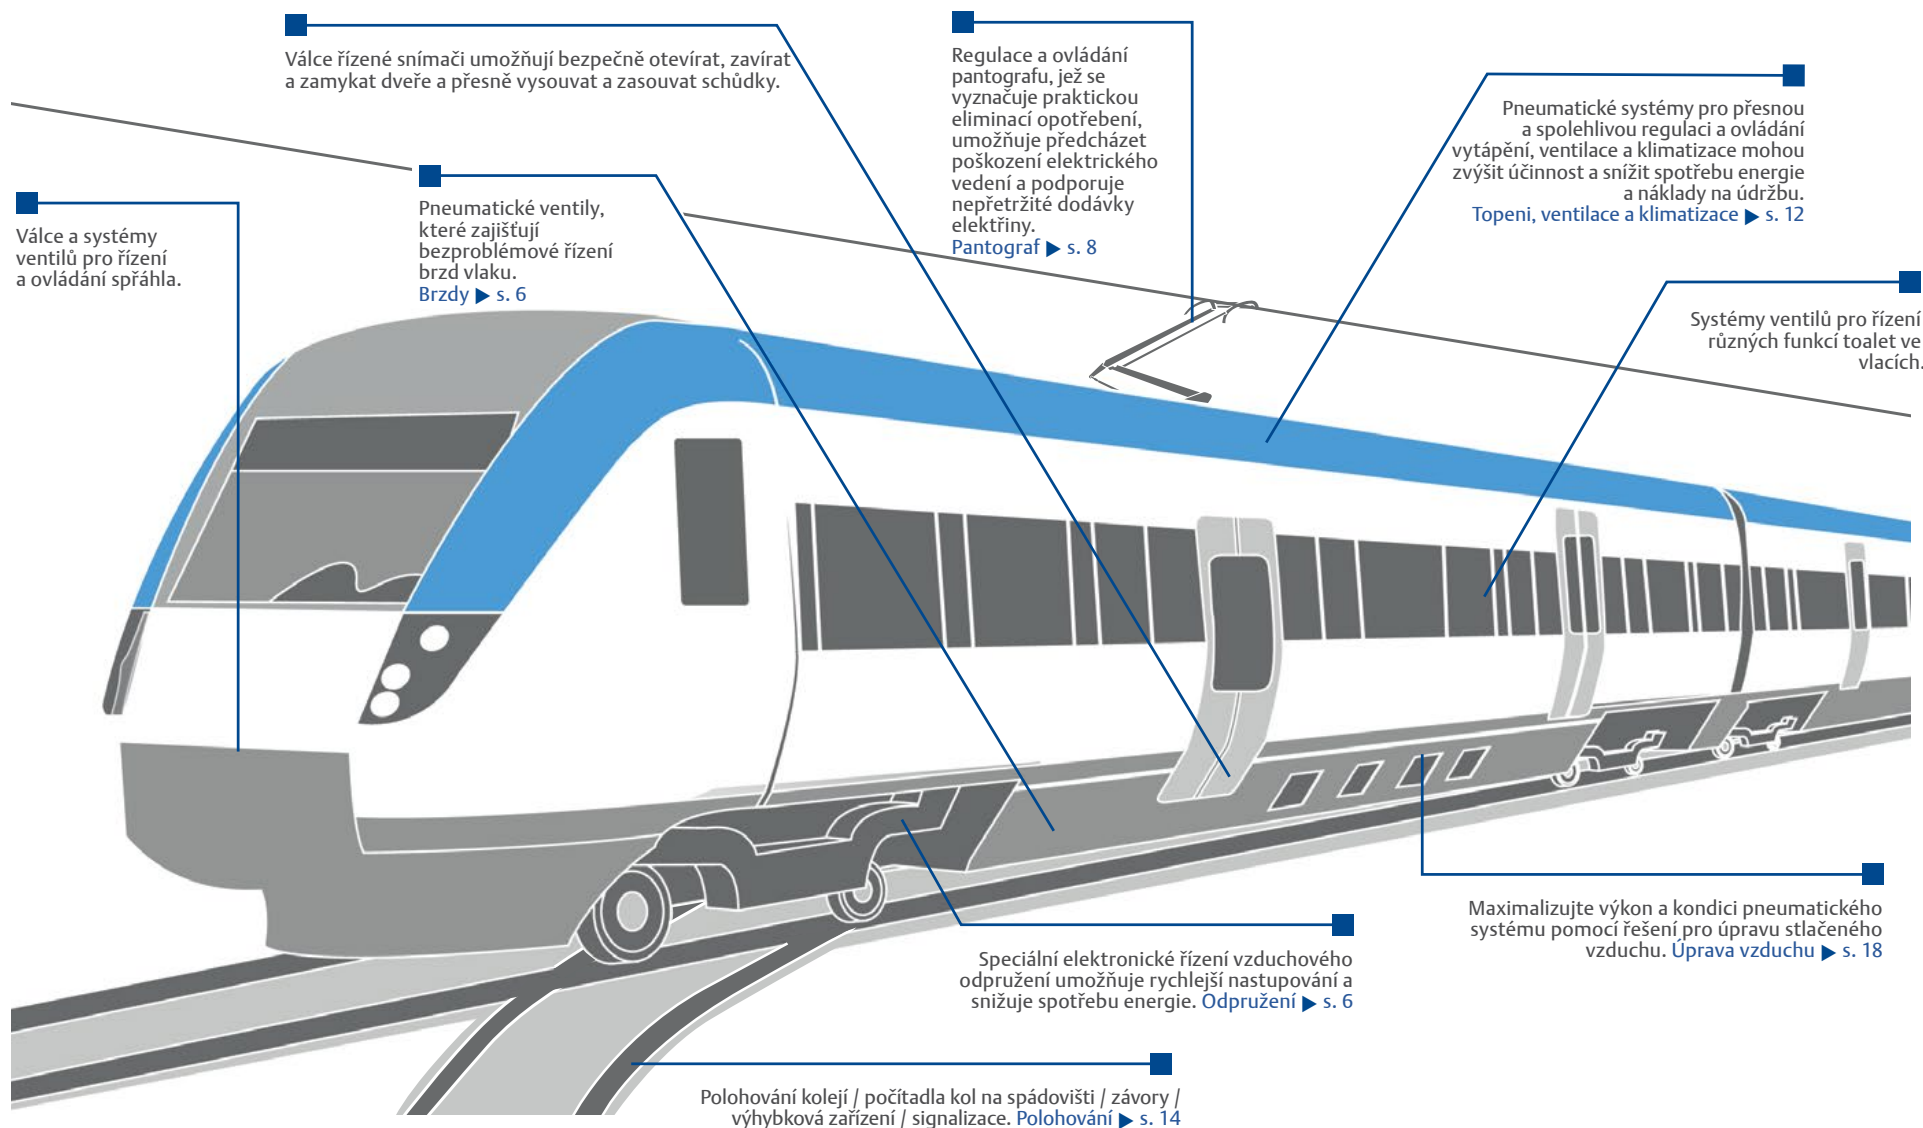 Válce řízené snímači umožňují bezpečně otevírat, zavírat
a zamykat dveře a přesně vysouvat a zasouvat schůdky.
Regulace a ovládání
pantografu, jež se
vyznačuje praktickou
eliminací opotřebení,
umožňuje předcházet
poškození elektrického
vedení a podporuje
nepřetržité dodávky
elektřiny.
Pantograf ▶ s. 8
Pneumatické systémy pro přesnou
a spolehlivou regulaci a ovládání
vytápění, ventilace a klimatizace mohou
zvýšit účinnost a snížit spotřebu energie
a náklady na údržbu.
Topeni, ventilace a klimatizace ▶ s. 12
Válce a systémy
ventilů pro řízení
a ovládání spřáhla.
Pneumatické ventily,
které zajišťují
bezproblémové řízení
brzd vlaku.
Brzdy ▶ s. 6
Systémy ventilů pro řízení
různých funkcí toalet ve
vlacích.
Maximalizujte výkon a kondici pneumatického
systému pomocí řešení pro úpravu stlačeného
vzduchu. Úprava vzduchu ▶ s. 18
Speciální elektronické řízení vzduchového
odpružení umožňuje rychlejší nastupování a
snižuje spotřebu energie. Odpružení ▶ s. 6
Polohování kolejí / počítadla kol na spádovišti / závory /
výhybková zařízení / signalizace. Polohování ▶ s. 14